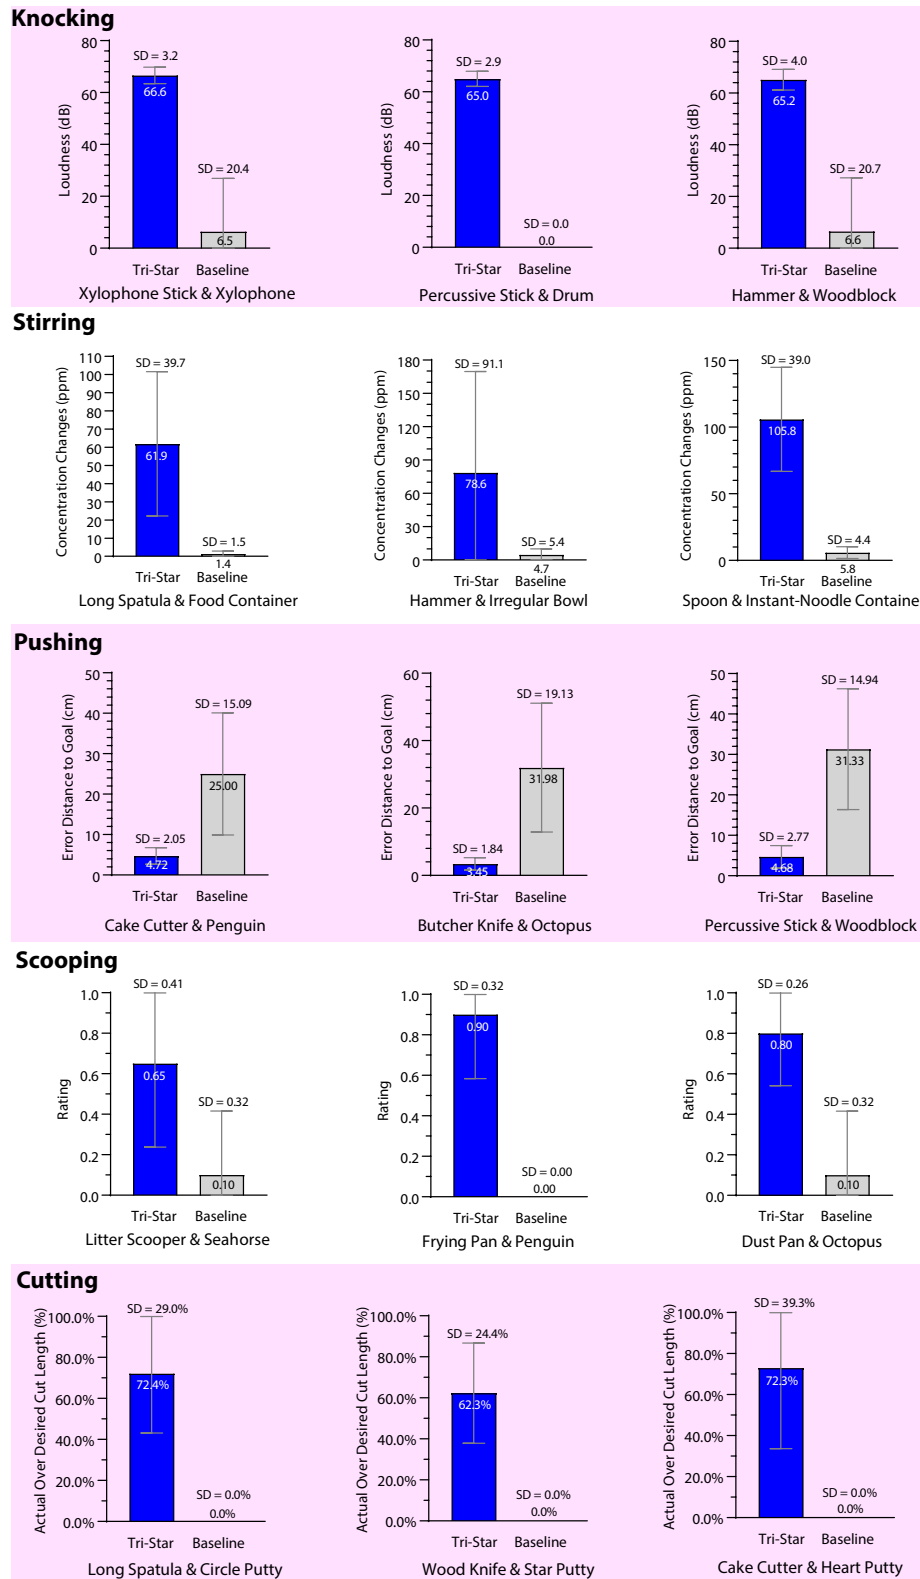 Knocking
80
60
40
20
0
Loudness (dB)
SD = 3.2
66.6
SD = 20.4
6.5
Tri-Star Baseline
Xylophone Stick & Xylophone
80
60
40
20
0
Loudness (dB)
SD = 2.9
65.0
SD = 0.0
0.0
Tri-Star Baseline
Percussive Stick & Drum
80
60
40
20
0
Loudness (dB)
SD = 4.0
65.2
SD = 20.7
6.6
Tri-Star Baseline
Hammer & Woodblock
Stirring
110
100
90
80
70
60
50
40
30
20
10
0
Concentration Changes (ppm)
SD = 39.7
61.9
SD = 1.5
1.4
Tri-Star Baseline
Long Spatula & Food Container
180
150
120
90
60
30
0
Concentration Changes (ppm)
SD = 91.1
78.6
SD = 5.4
4.7
Tri-Star Baseline
Hammer & Irregular Bowl
150
100
50
0
Concentration Changes (ppm)
SD = 39.0
105.8
SD = 4.4
5.8
Tri-Star Baseline
Spoon & Instant-Noodle Containe
Pushing
50
40
30
20
10
0
Error Distance to Goal (cm)
SD = 2.05
4.72
SD = 15.09
25.00
Tri-Star Baseline
Cake Cutter & Penguin
60
40
20
0
Error Distance to Goal (cm)
SD = 1.84
3.45
SD = 19.13
31.98
Tri-Star Baseline
Butcher Knife & Octopus
50
40
30
20
10
0
Error Distance to Goal (cm)
SD = 2.77
4.68
SD = 14.94
31.33
Tri-Star Baseline
Percussive Stick & Woodblock
Scooping
1.0
0.8
0.6
0.4
0.2
0.0
Rating
SD = 0.41
0.65
SD = 0.32
0.10
Tri-Star Baseline
Litter Scooper & Seahorse
1.0
0.8
0.6
0.4
0.2
0.0
Rating
SD = 0.32
0.90
SD = 0.00
0.00
Tri-Star Baseline
Frying Pan & Penguin
1.0
0.8
0.6
0.4
0.2
0.0
Rating
SD = 0.26
0.80
SD = 0.32
0.10
Tri-Star Baseline
Dust Pan & Octopus
Cutting
100.0%
80.0%
60.0%
40.0%
20.0%
0.0%
Actual Over Desired Cut Length (%)
SD = 29.0%
72.4%
SD = 0.0%
0.0%
Tri-Star Baseline
Long Spatula & Circle Putty
100.0%
80.0%
60.0%
40.0%
20.0%
0.0%
Actual Over Desired Cut Length (%)
SD = 24.4%
62.3%
SD = 0.0%
0.0%
Tri-Star Baseline
Wood Knife & Star Putty
100.0%
80.0%
60.0%
40.0%
20.0%
0.0%
Actual Over Desired Cut Length (%)
SD = 39.3%
72.3%
SD = 0.0%
0.0%
Tri-Star Baseline
Cake Cutter & Heart Putty